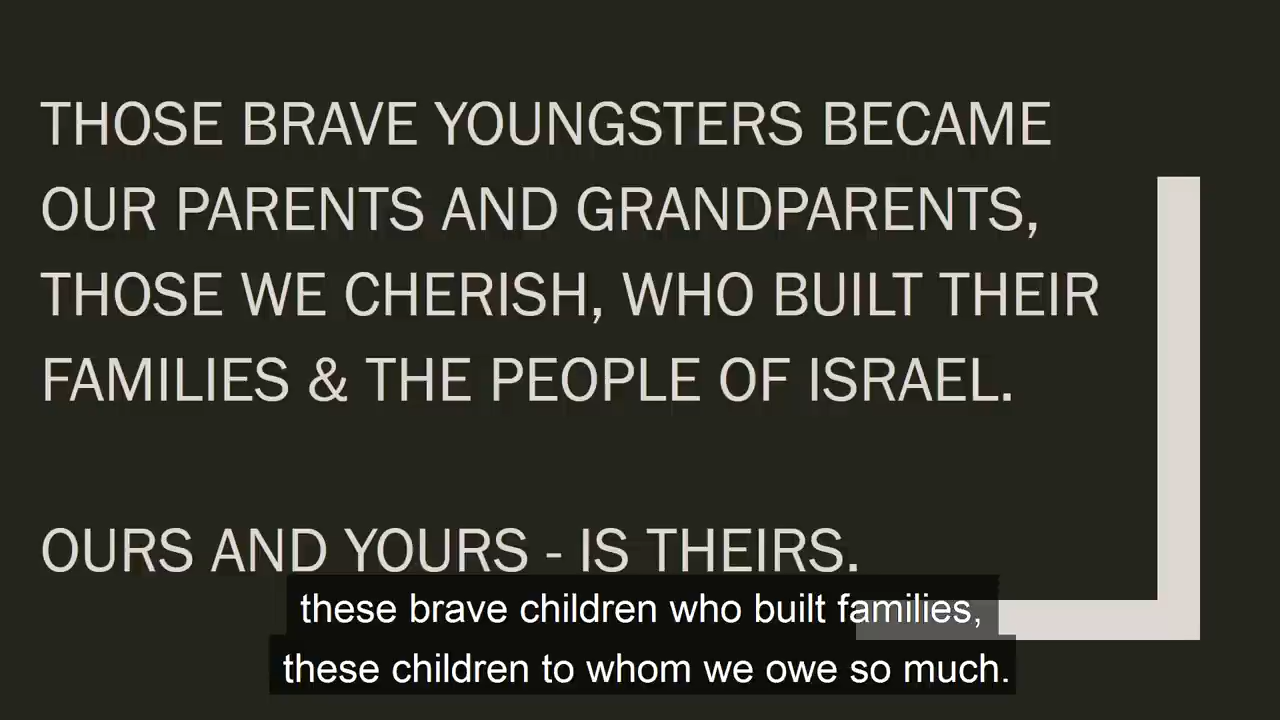 THOSE BRAVE YOUNGSTERS BECAME
OUR PARENTS AND GRANDPARENTS,
THOSE WE CHERISH, WHO BUILT THEIR
FAMILIES & THE PEOPLE OF ISRAEL.
OURS AND YOURS - IS THEIRS.
these brave children who built families,
these children to whom we owe so much.